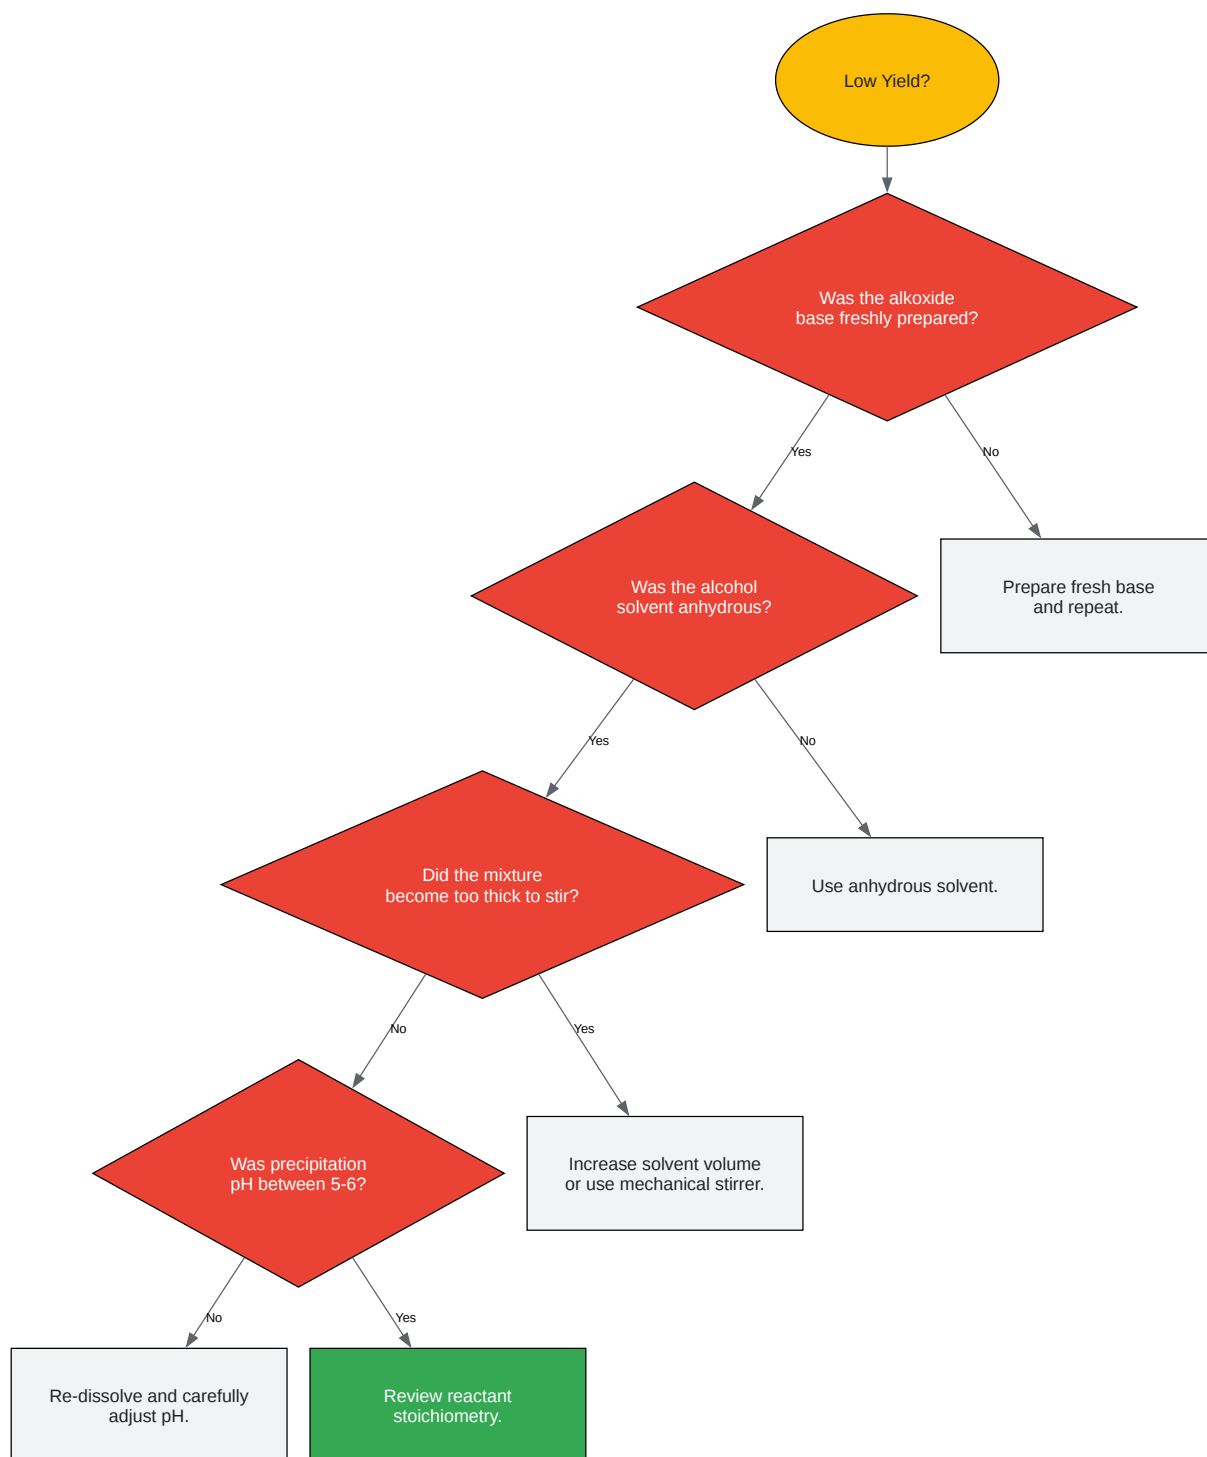 Low Yield?
Was the alkoxide
base freshly prepared?
Yes
No
Was the alcohol
solvent anhydrous?
Prepare fresh base
and repeat.
Yes
No
Did the mixture
become too thick to stir?
Use anhydrous solvent.
No
Yes
Was precipitation
pH between 5-6?
Increase solvent volume
or use mechanical stirrer.
No
Yes
Re-dissolve and carefully
adjust pH.
Review reactant
stoichiometry.